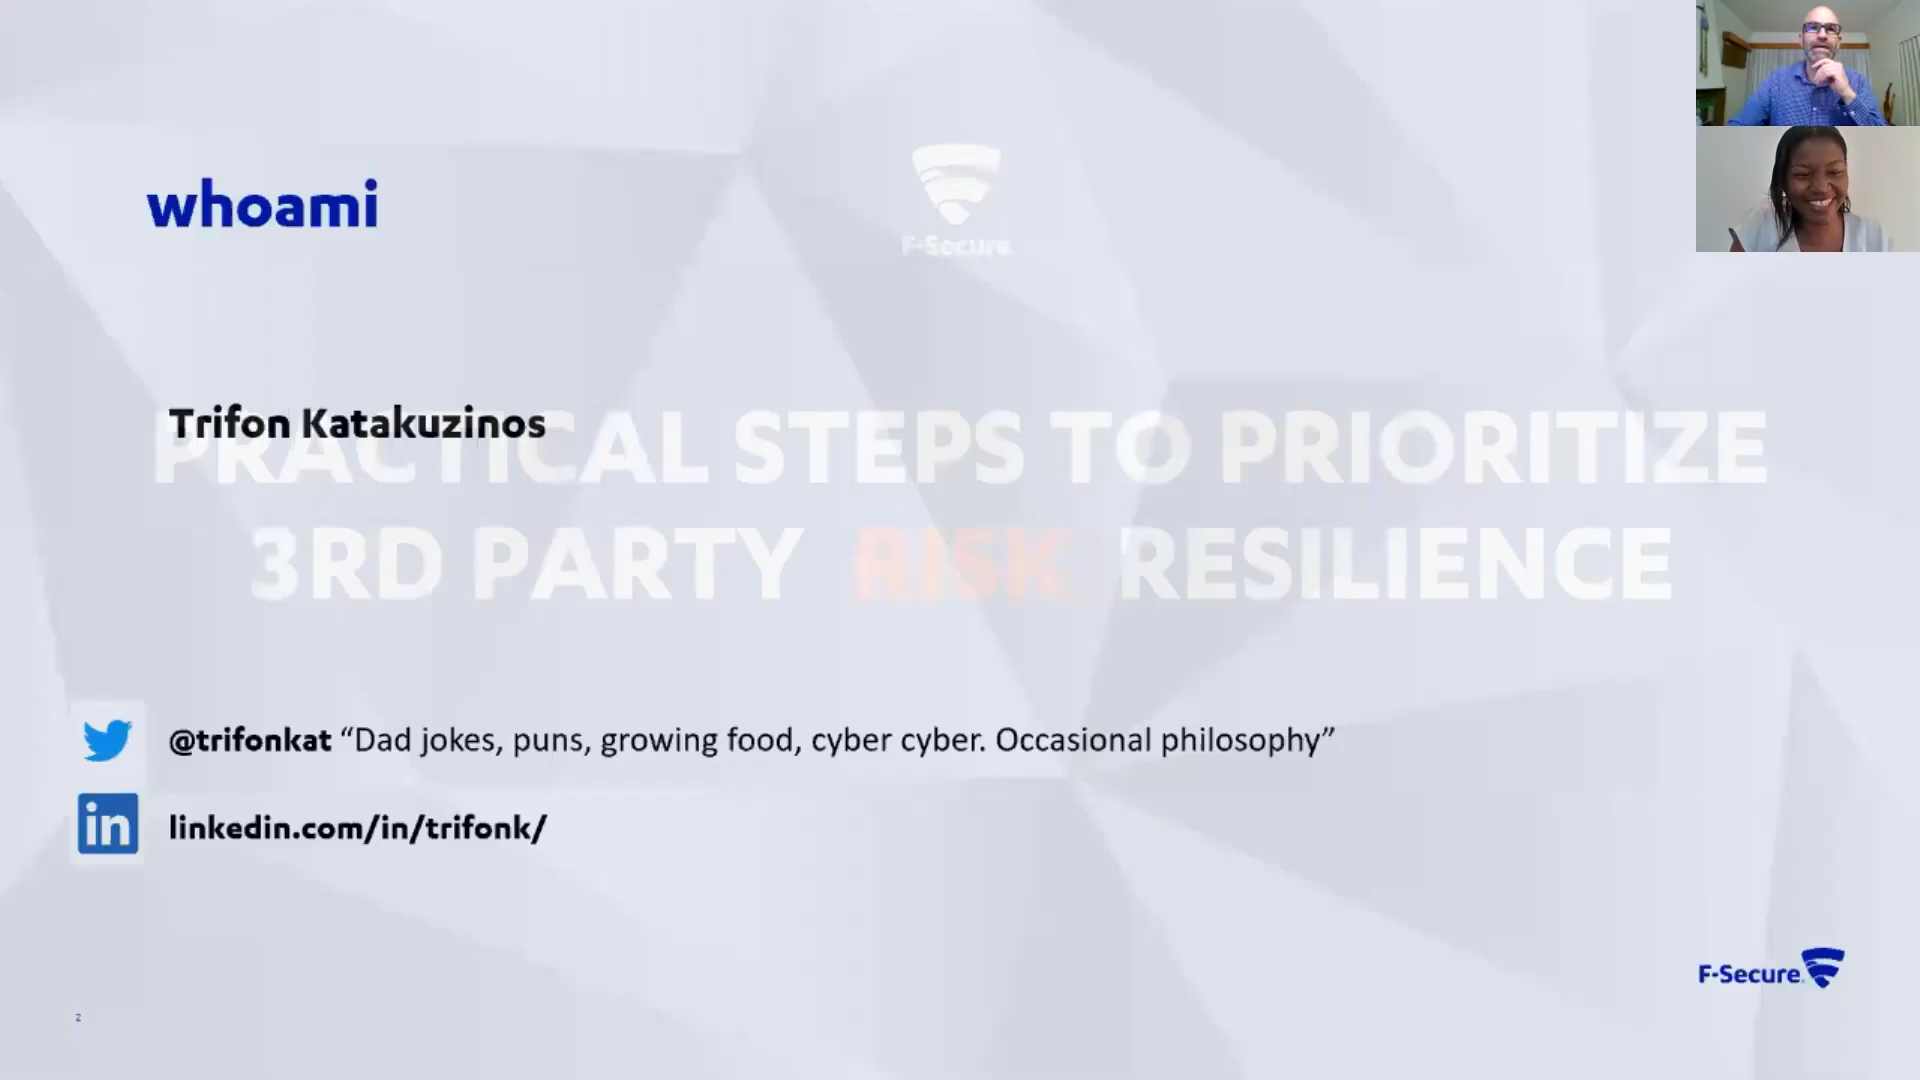 whoami
F-Secure
Trifon Katakuzinos
PRACTICAL STEPS TO PRIORITIZE
3RD PARTY RISK RESILIENCE
@trifonkat “Dad jokes, puns, growing food, cyber cyber. Occasional philosophy”
in
linkedin.com/in/trifonk/
F-Secure
2